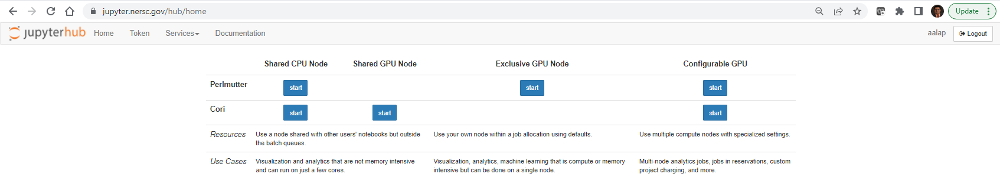 jupyter.nersc.gov/hub/home
Update
jupyterhub Home Token Services Documentation aalap Logout
Shared CPU Node Shared GPU Node Exclusive GPU Node Configurable GPU
Perlmutter start start start
Cori start start start
Resources Use a node shared with other users' notebooks but outside Use your own node within a job allocation using defaults. Use multiple compute nodes with specialized settings.
the batch queues.
Use Cases Visualization and analytics that are not memory intensive Visualization, analytics, machine learning that is compute or memory Multi-node analytics jobs, jobs in reservations, custom
and can run on just a few cores. intensive but can be done on a single node. project charging, and more.